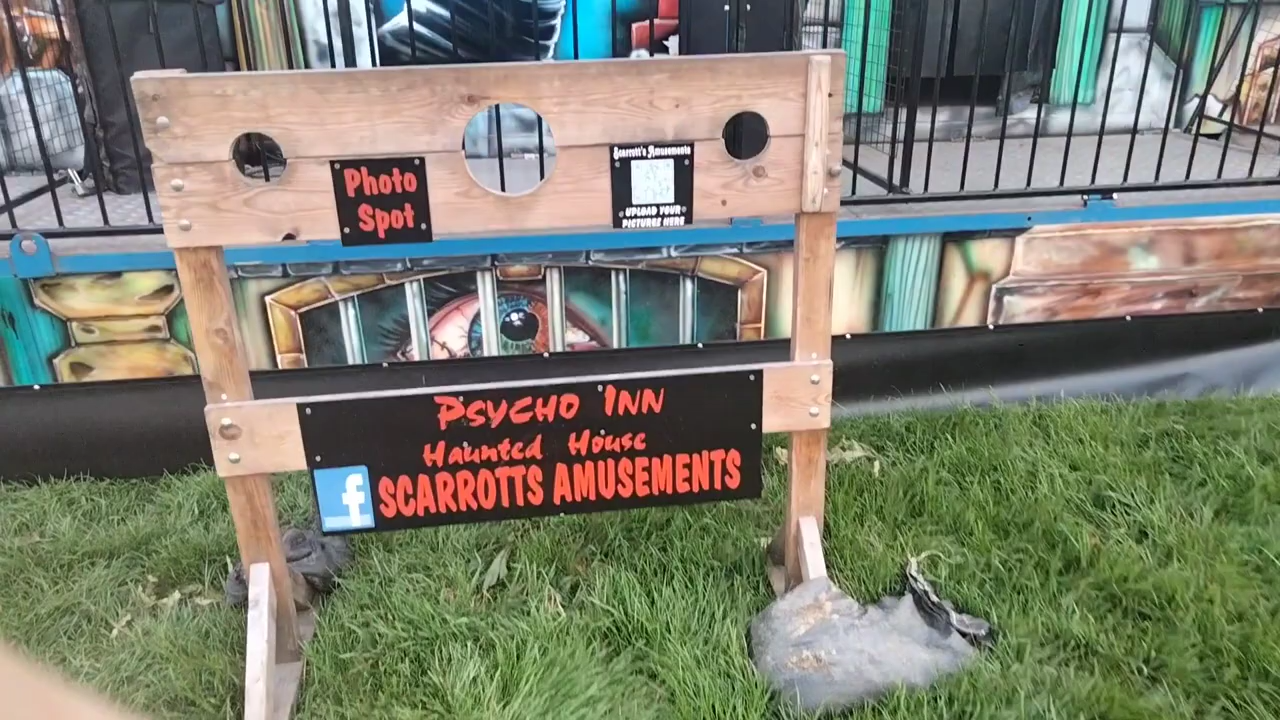 Photo
Spot
Scarrott's Amusements
UPLOAD YOUR
PICTURES HERE
PSYCHO INN
Haunted House
f
SCARROTTS AMUSEMENTS